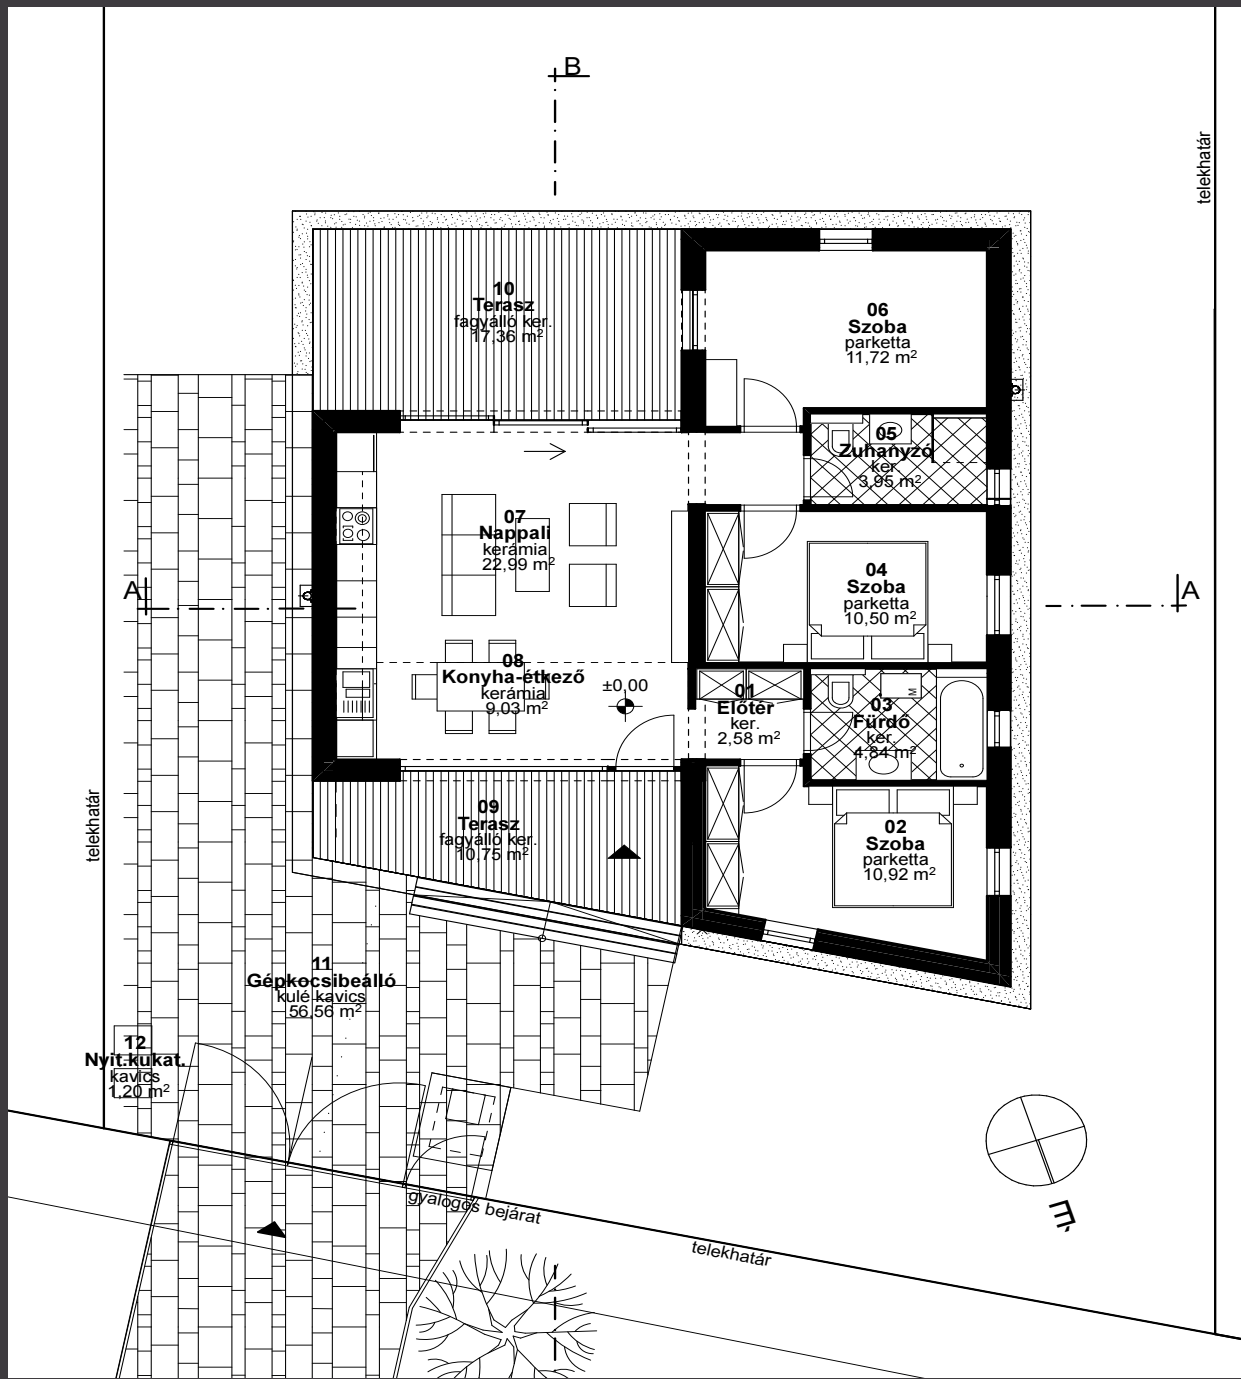 B
telekhatár
10
Terasz
fagyálló ker.
17,36 m²
06
Szoba
parketta
11,72 m²
05
Zuhanyzó
ker.
3,95 m²
07
Nappali
kerámia
22,99 m²
A
04
Szoba
parketta
10,50 m²
A
08
Konyha-étkező
kerámia
9,03 m²
±0,00
01
Előtér
ker.
2,58 m²
03
Fürdő
ker.
4,84 m²
M
telekhatár
09
Terasz
fagyálló ker.
10,75 m²
02
Szoba
parketta
10,92 m²
11
Gépkocsibeálló
kulé kavics
56,56 m²
12
Nyit.kukat.
kavics
1,20 m²
gyalogos bejárat
telekhatár
É